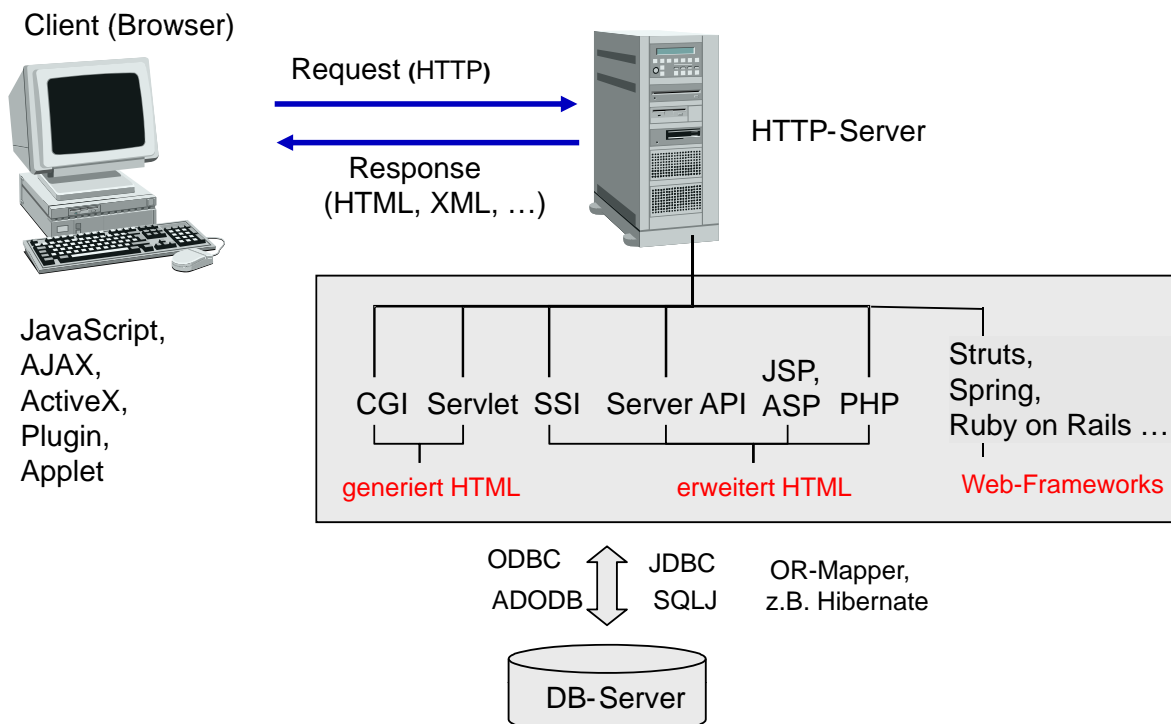 Client (Browser)
Request (HTTP)
Response
(HTML, XML, …)
HTTP-Server
JavaScript,
AJAX,
ActiveX,
Plugin,
Applet
CGI Servlet SSI Server API
JSP,
ASP
PHP
Struts,
Spring,
Ruby on Rails …
generiert HTML
erweitert HTML
Web-Frameworks
ODBC
ADODB
JDBC
SQLJ
OR-Mapper,
z.B. Hibernate
DB-Server